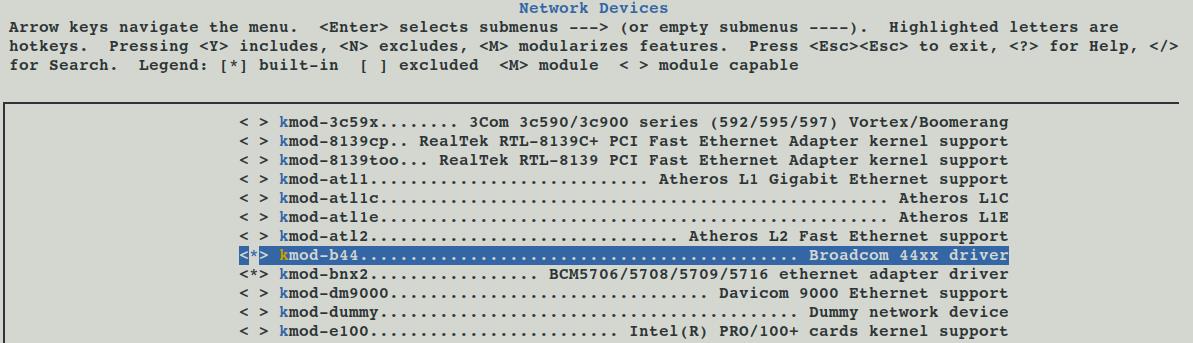 Network Devices
Arrow keys navigate the menu.  <Enter> selects submenus ---> (or empty submenus ----).  Highlighted letters are
hotkeys.  Pressing <Y> includes, <N> excludes, <M> modularizes features.  Press <Esc><Esc> to exit, <?> for Help, </>
for Search.  Legend: [*] built-in  [ ] excluded  <M> module  < > module capable
< > kmod-3c59x........ 3Com 3c590/3c900 series (592/595/597) Vortex/Boomerang
< > kmod-8139cp.. RealTek RTL-8139C+ PCI Fast Ethernet Adapter kernel support
< > kmod-8139too... RealTek RTL-8139 PCI Fast Ethernet Adapter kernel support
< > kmod-atl1............................ Atheros L1 Gigabit Ethernet support
< > kmod-atl1c................................................... Atheros L1C
< > kmod-atl1e................................................... Atheros L1E
< > kmod-atl2............................... Atheros L2 Fast Ethernet support
<*> kmod-b44............................................ Broadcom 44xx driver
<*> kmod-bnx2................. BCM5706/5708/5709/5716 ethernet adapter driver
< > kmod-dm9000................................ Davicom 9000 Ethernet support
< > kmod-dummy.......................................... Dummy network device
< > kmod-e100......................... Intel(R) PRO/100+ cards kernel support